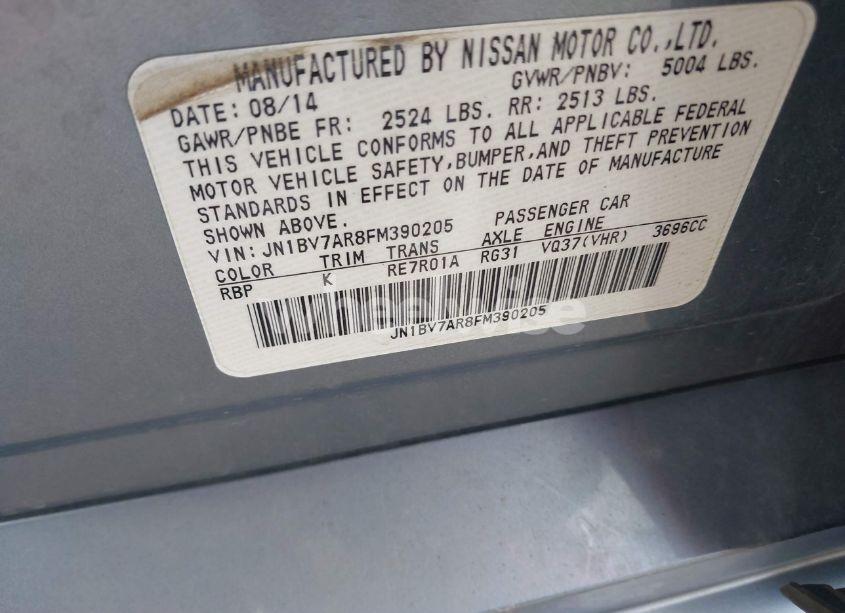 MANUFACTURED BY NISSAN MOTOR CO.,LTD.
DATE: 08/14 GVWR/PNBV: 5004 LBS.
GAWR/PNBE FR: 2524 LBS. RR: 2513 LBS.
THIS VEHICLE CONFORMS TO ALL APPLICABLE FEDERAL
MOTOR VEHICLE SAFETY,BUMPER,AND THEFT PREVENTION
STANDARDS IN EFFECT ON THE DATE OF MANUFACTURE
SHOWN ABOVE.
VIN: JN1BV7AR8FM390205 PASSENGER CAR
COLOR TRIM TRANS AXLE ENGINE
RBP K RE7R01A RG31 VQ37(VHR) 3696CC
JN1BV7AR8FM390205